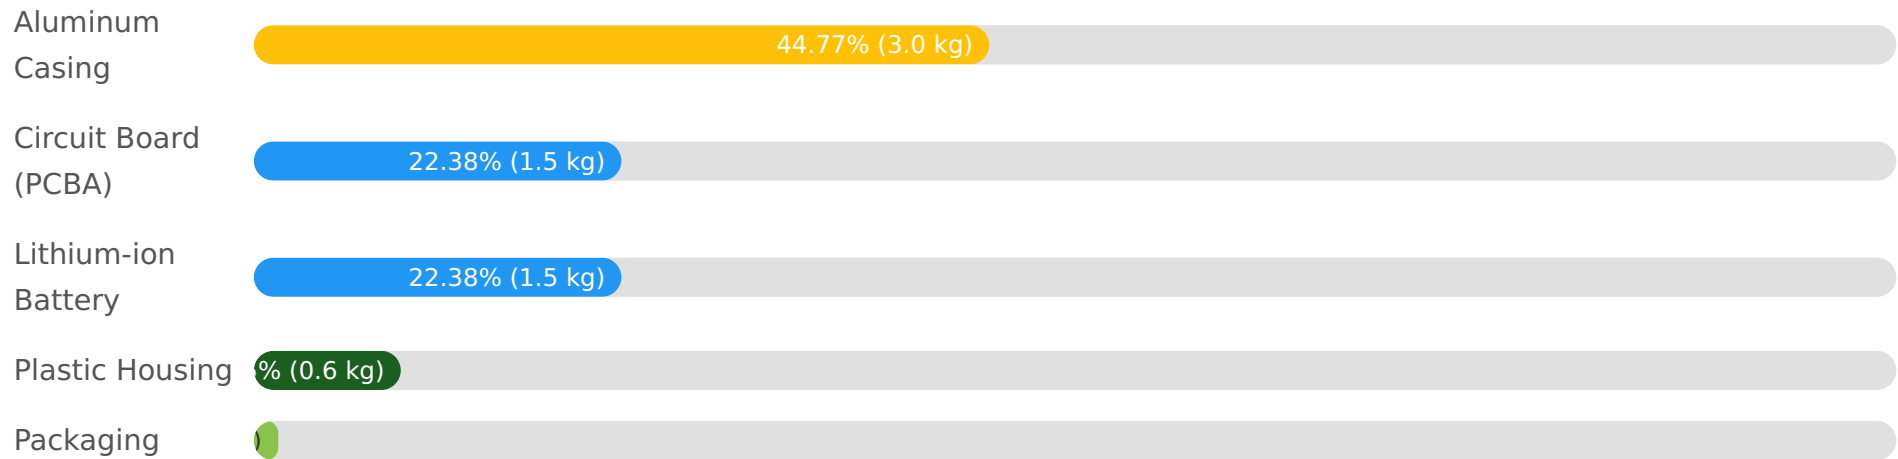 Aluminum
Casing
44.77% (3.0 kg)
Circuit Board
(PCBA)
22.38% (1.5 kg)
Lithium-ion
Battery
22.38% (1.5 kg)
Plastic Housing
% (0.6 kg)
Packaging
)